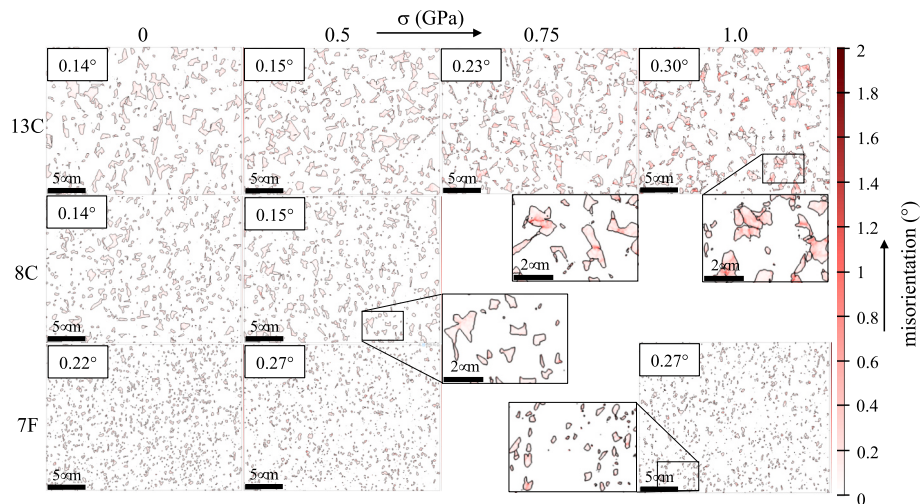 σ (GPa)
0 0.5 0.75 1.0
2
0.14° 0.15° 0.23° 0.30°
1.8
13C
1.6
1.4
5∝m 5∝m 5∝m 5∝m
0.14° 0.15°
1.2
8C
2∝m 2∝m
1
misorientation (°)
0.8
5∝m 5∝m
0.22° 0.27° 2∝m 0.27°
0.6
7F
0.4
0.2
5∝m 5∝m 5∝m
0